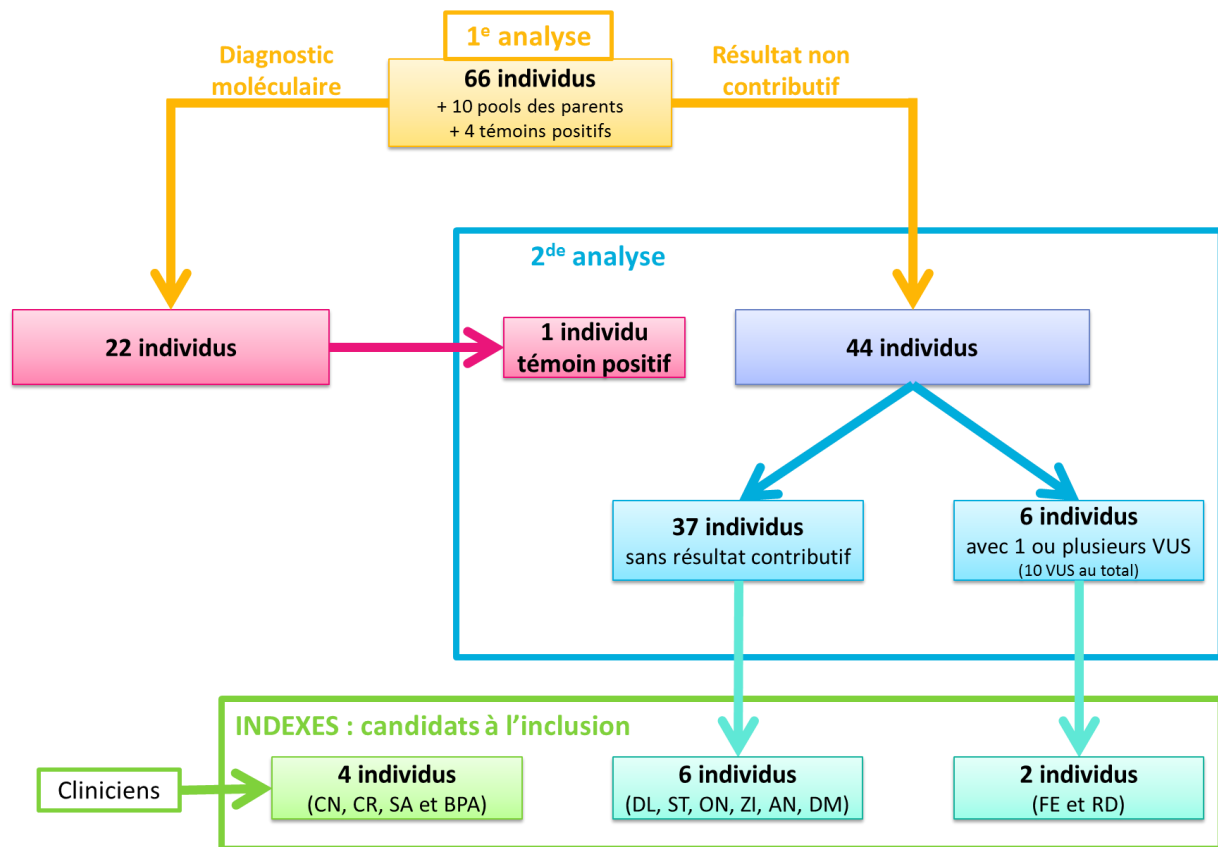 1e analyse
Diagnostic
moléculaire
66 individus
+ 10 pools des parents
+ 4 témoins positifs
Résultat non
contributif
2de analyse
22 individus
1 individu
témoin positif
44 individus
37 individus
sans résultat contributif
6 individus
avec 1 ou plusieurs VUS
(10 VUS au total)
INDEXES : candidats à l’inclusion
Cliniciens
4 individus
(CN, CR, SA et BPA)
6 individus
(DL, ST, ON, ZI, AN, DM)
2 individus
(FE et RD)